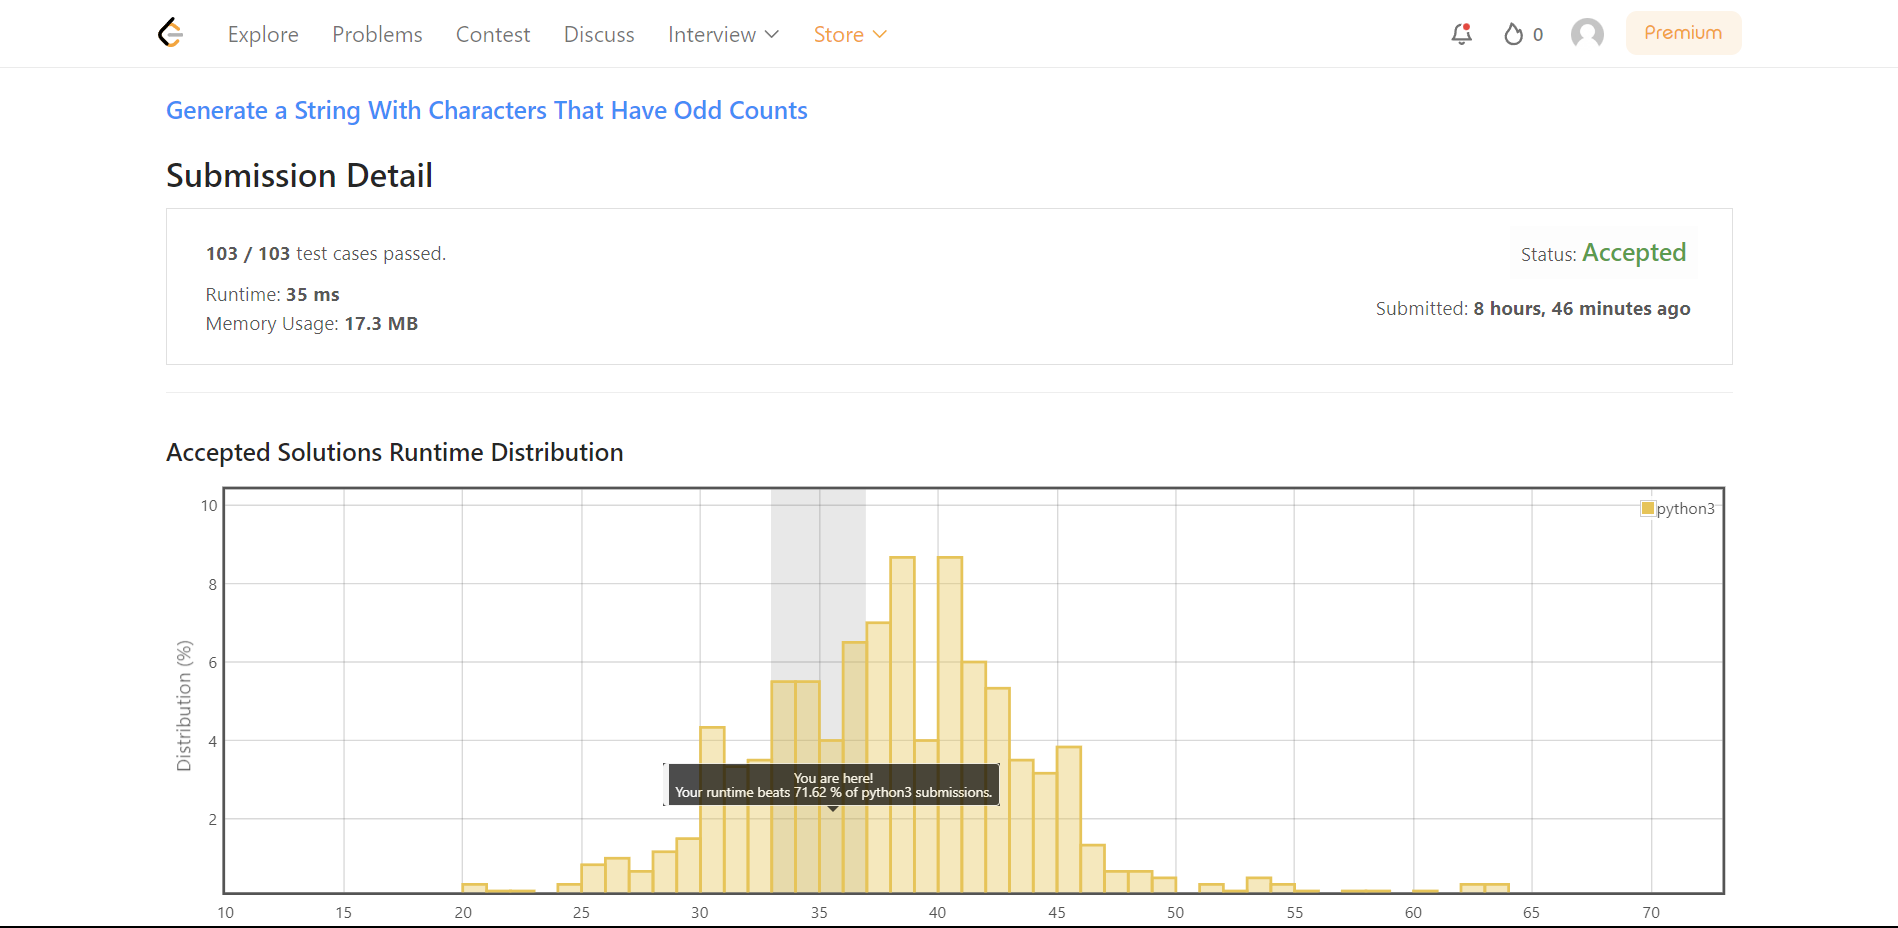 Explore Problems Contest Discuss Interview Store 0 Premium
Generate a String With Characters That Have Odd Counts
Submission Detail
103 / 103 test cases passed.
Status: Accepted
Runtime: 35 ms
Submitted: 8 hours, 46 minutes ago
Memory Usage: 17.3 MB
Accepted Solutions Runtime Distribution
python3
10
8
6
4
2
Distribution (%)
You are here!
Your runtime beats 71.62 % of python3 submissions.
10 15 20 25 30 35 40 45 50 55 60 65 70